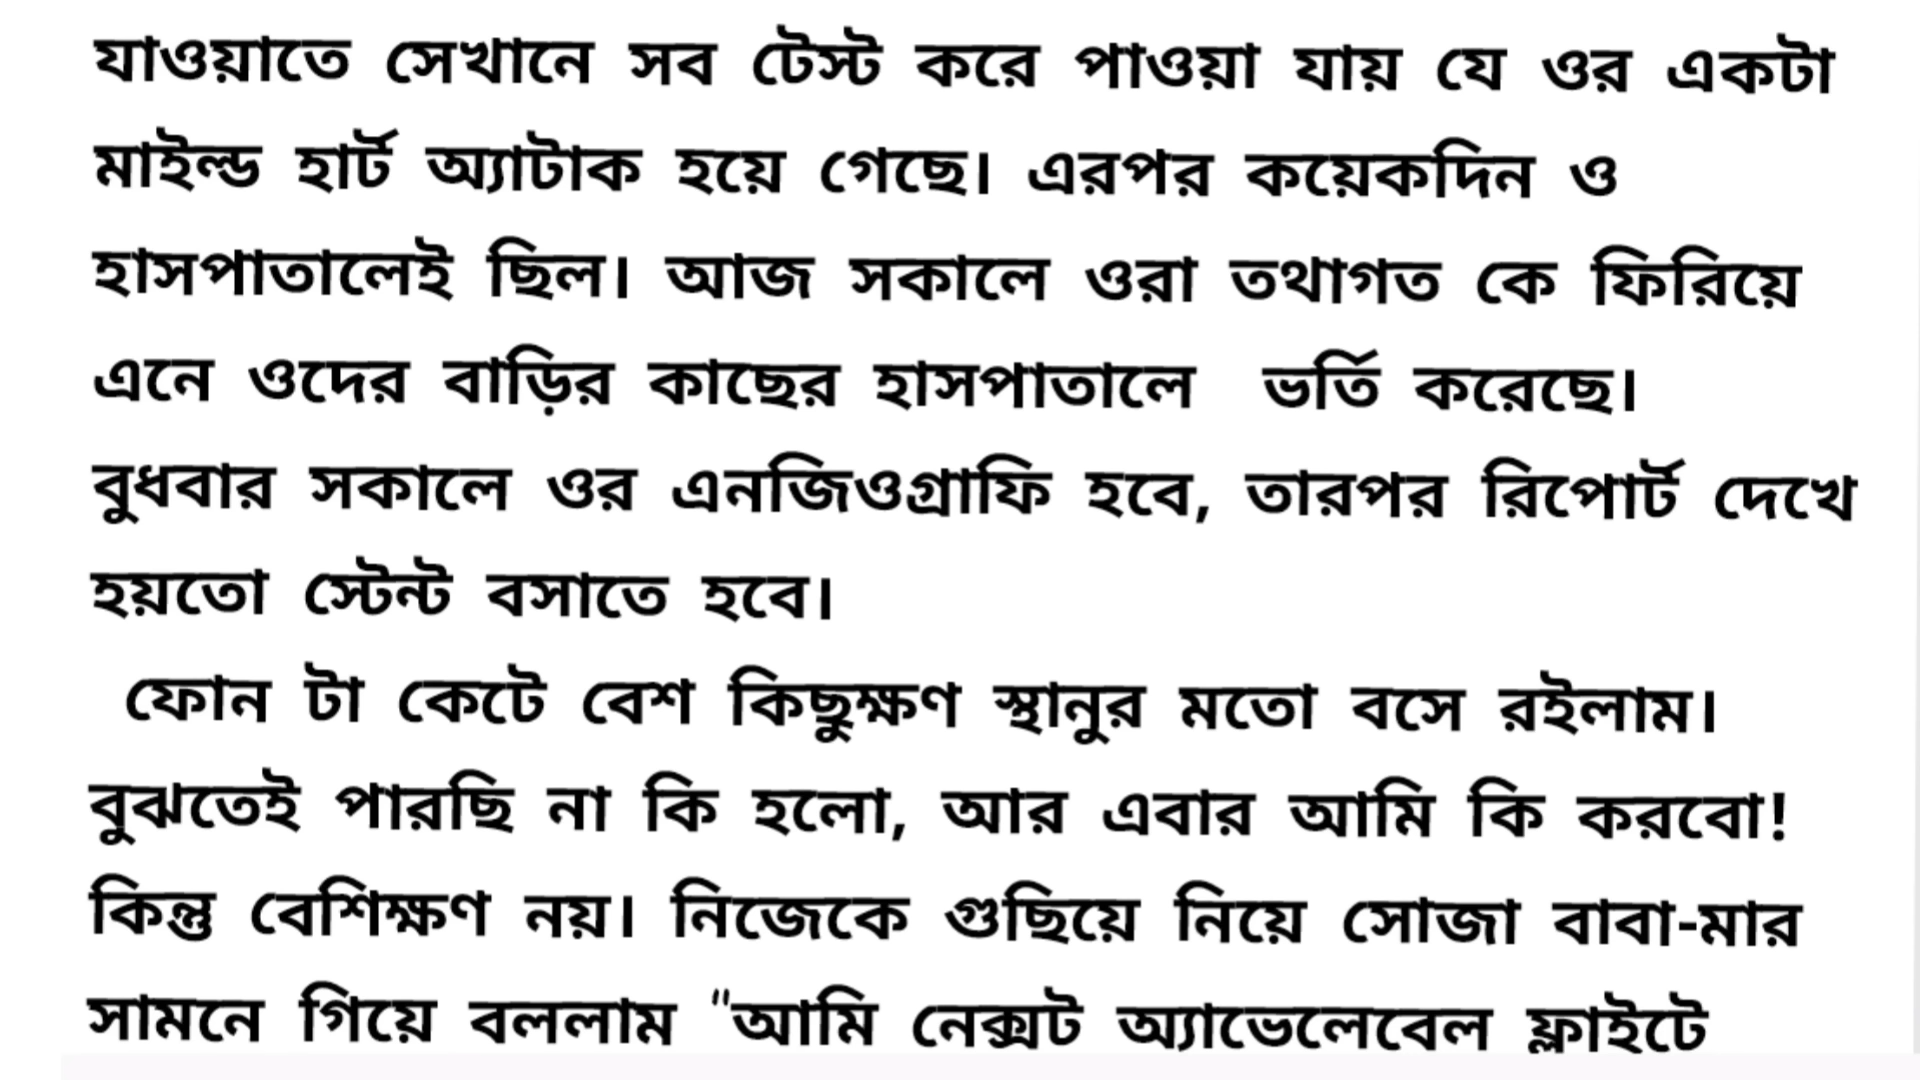 যাওয়াতে সেখানে সব টেস্ট করে পাওয়া যায় যে ওর একটা
মাইল্ড হার্ট অ্যাটাক হয়ে গেছে। এরপর কয়েকদিন ও
হাসপাতালেই ছিল। আজ সকালে ওরা তথাগত কে ফিরিয়ে
এনে ওদের বাড়ির কাছের হাসপাতালে ভর্তি করেছে।
বুধবার সকালে ওর এনজিওগ্রাফি হবে, তারপর রিপোর্ট দেখে
হয়তো স্টেন্ট বসাতে হবে।
ফোন টা কেটে বেশ কিছুক্ষণ স্থানুর মতো বসে রইলাম।
বুঝতেই পারছি না কি হলো, আর এবার আমি কি করবো!
কিন্তু বেশিক্ষণ নয়। নিজেকে গুছিয়ে নিয়ে সোজা বাবা-মার
সামনে গিয়ে বললাম "আমি নেক্সট অ্যাভেলেবেল ফ্লাইটে